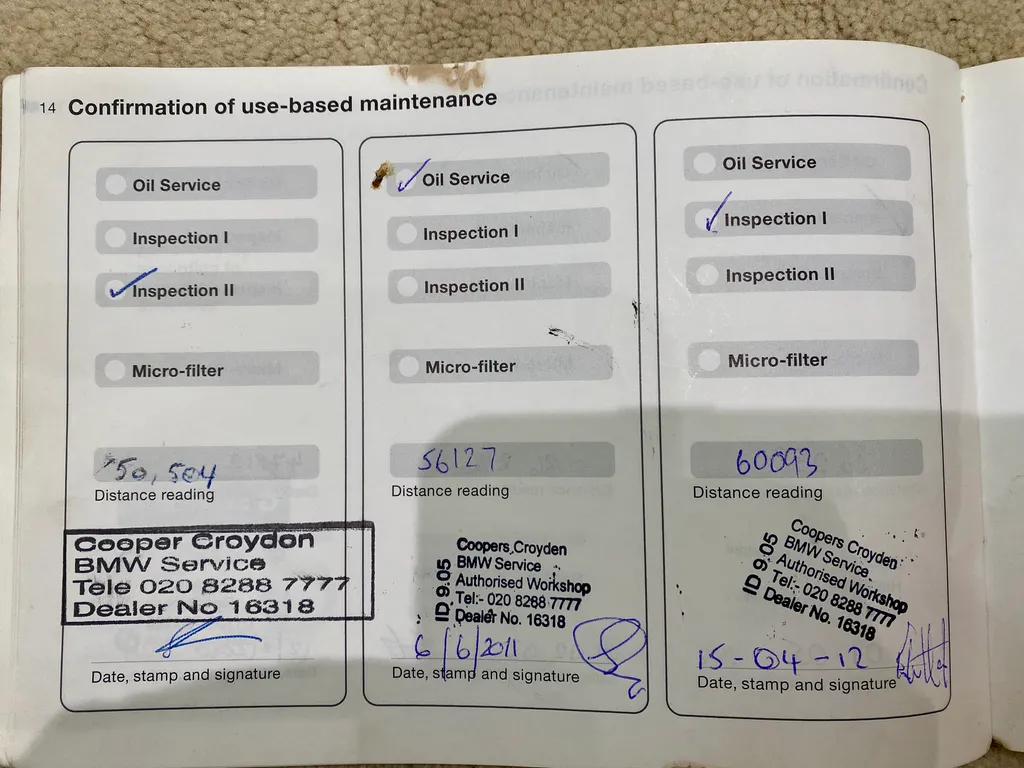 14 Confirmation of use-based maintenance
Oil Service
Inspection I
Inspection II
Micro-filter
50,504
Distance reading
Cooper Croydon
BMW Service
Tele 020 8288 7777
Dealer No 16318
Date, stamp and signature
Oil Service
Inspection I
Inspection II
Micro-filter
56127
Distance reading
ID 9.05
Coopers Croyden
BMW Service
Authorised Workshop
Tel:- 020 8288 7777
Dealer No. 16318
6/6/2011
Date, stamp and signature
Oil Service
Inspection I
Inspection II
Micro-filter
60093
Distance reading
ID 9.05
Coopers Croyden
BMW Service
Authorised Workshop
Tel:- 020 8288 7777
Dealer No. 16318
15-04-12
Date, stamp and signature